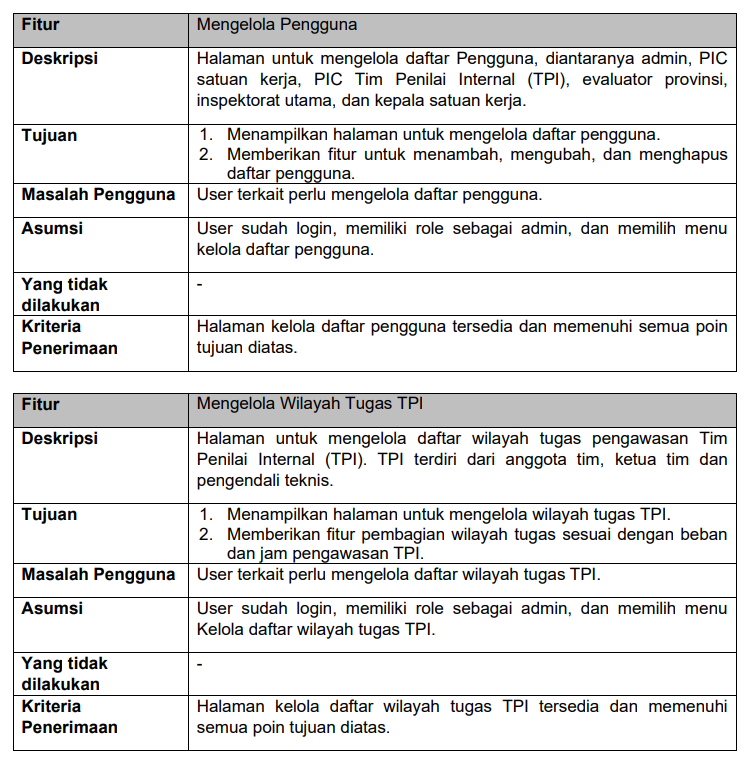 Fitur Mengelola Pengguna
Deskripsi Halaman untuk mengelola daftar Pengguna, diantaranya admin, PIC
satuan kerja, PIC Tim Penilai Internal (TPI), evaluator provinsi,
inspektorat utama, dan kepala satuan kerja.
Tujuan 1. Menampilkan halaman untuk mengelola daftar pengguna.
2. Memberikan fitur untuk menambah, mengubah, dan menghapus
daftar pengguna.
Masalah Pengguna User terkait perlu mengelola daftar pengguna.
Asumsi User sudah login, memiliki role sebagai admin, dan memilih menu
kelola daftar pengguna.
Yang tidak -
dilakukan
Kriteria Halaman kelola daftar pengguna tersedia dan memenuhi semua poin
Penerimaan tujuan diatas.
Fitur Mengelola Wilayah Tugas TPI
Deskripsi Halaman untuk mengelola daftar wilayah tugas pengawasan Tim
Penilai Internal (TPI). TPI terdiri dari anggota tim, ketua tim dan
pengendali teknis.
Tujuan 1. Menampilkan halaman untuk mengelola wilayah tugas TPI.
2. Memberikan fitur pembagian wilayah tugas sesuai dengan beban
dan jam pengawasan TPI.
Masalah Pengguna User terkait perlu mengelola daftar wilayah tugas TPI.
Asumsi User sudah login, memiliki role sebagai admin, dan memilih menu
Kelola daftar wilayah tugas TPI.
Yang tidak -
dilakukan
Kriteria Halaman kelola daftar wilayah tugas TPI tersedia dan memenuhi
Penerimaan semua poin tujuan diatas.